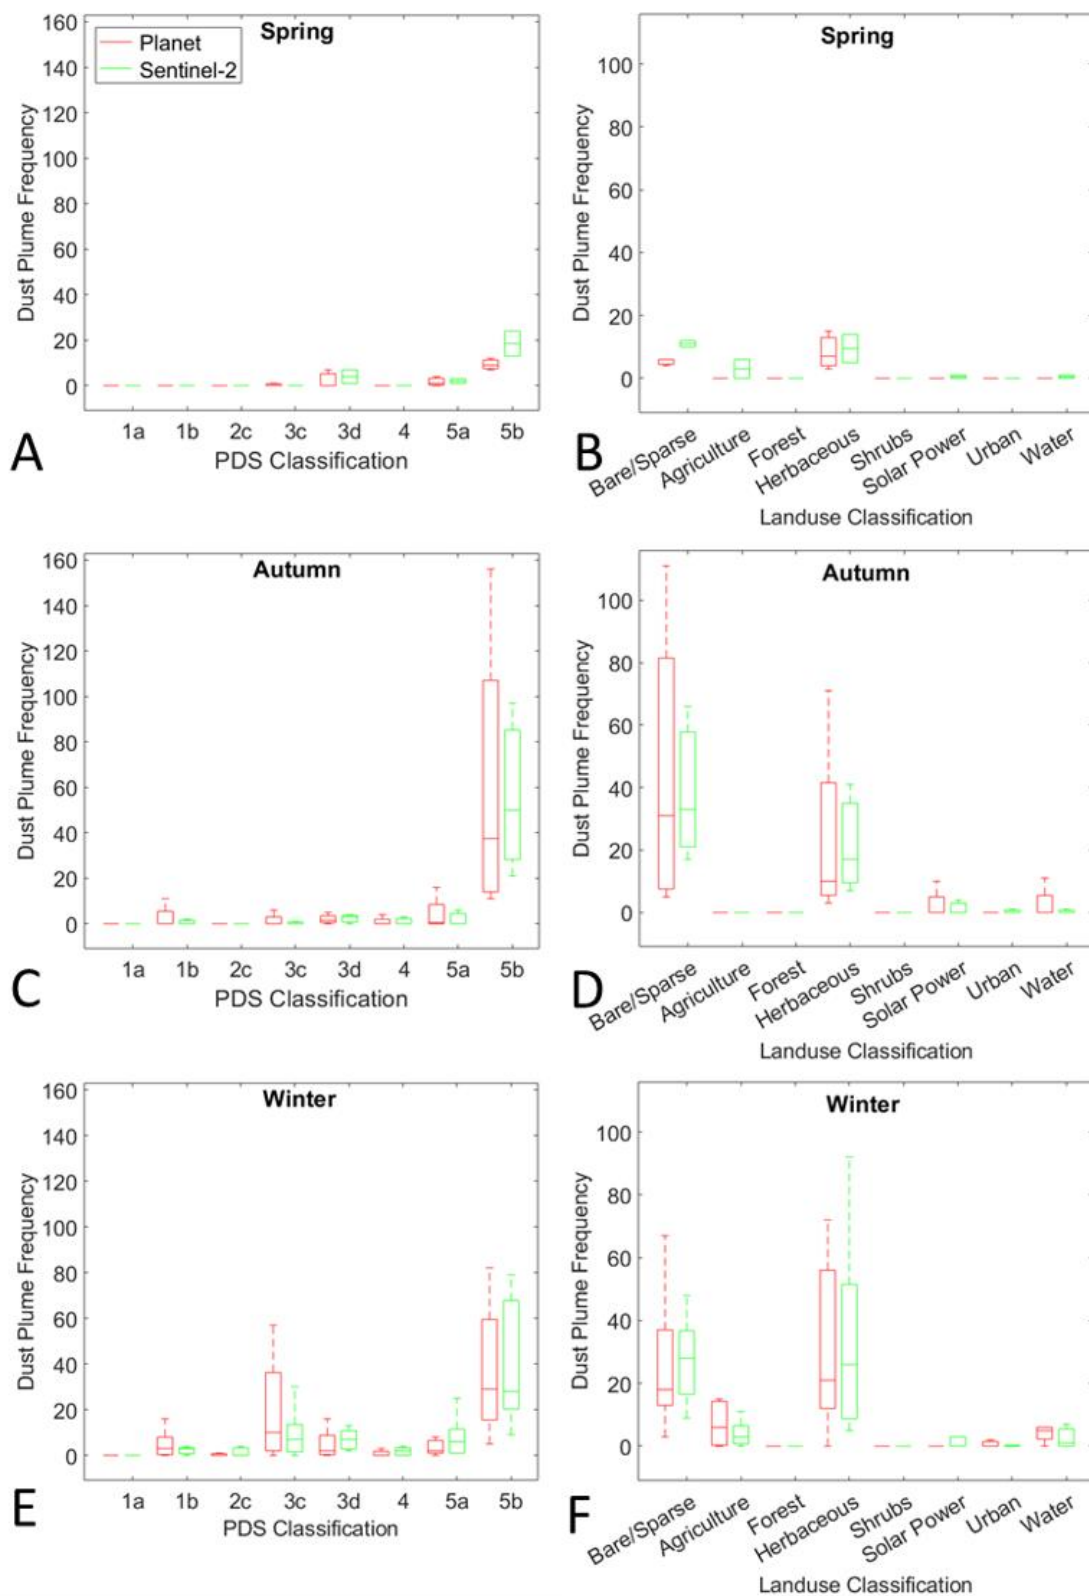 Spring
Planet
Sentinel-2
160
140
120
100
80
60
40
20
0
Dust Plume Frequency
1a 1b 2c 3c 3d 4 5a 5b
PDS Classification
A
Spring
100
80
60
40
20
0
Dust Plume Frequency
Bare/Sparse Agriculture Forest Herbaceous Shrubs Solar Power Urban Water
Landuse Classification
B
Autumn
160
140
120
100
80
60
40
20
0
Dust Plume Frequency
1a 1b 2c 3c 3d 4 5a 5b
PDS Classification
C
Autumn
100
80
60
40
20
0
Dust Plume Frequency
Bare/Sparse Agriculture Forest Herbaceous Shrubs Solar Power Urban Water
Landuse Classification
D
Winter
160
140
120
100
80
60
40
20
0
Dust Plume Frequency
1a 1b 2c 3c 3d 4 5a 5b
PDS Classification
E
Winter
100
80
60
40
20
0
Dust Plume Frequency
Bare/Sparse Agriculture Forest Herbaceous Shrubs Solar Power Urban Water
Landuse Classification
F